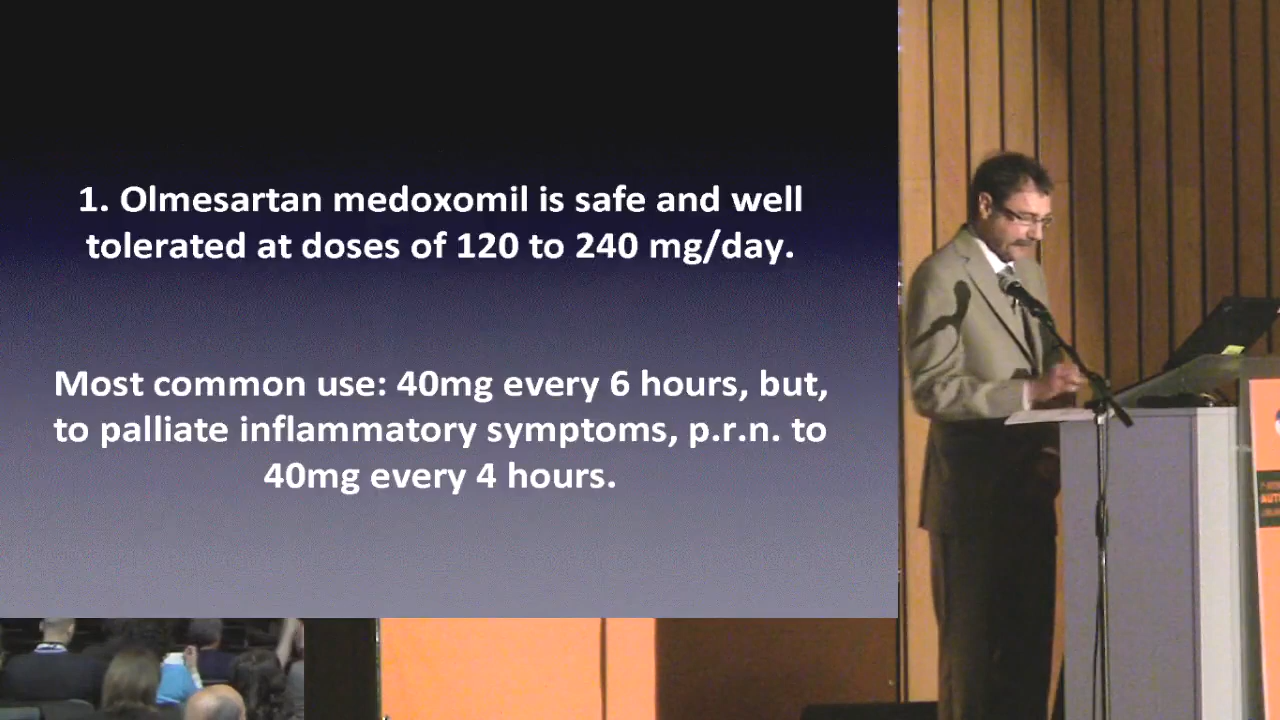 1. Olmesartan medoxomil is safe and well
tolerated at doses of 120 to 240 mg/day.
Most common use: 40mg every 6 hours, but,
to palliate inflammatory symptoms, p.r.n. to
40mg every 4 hours.